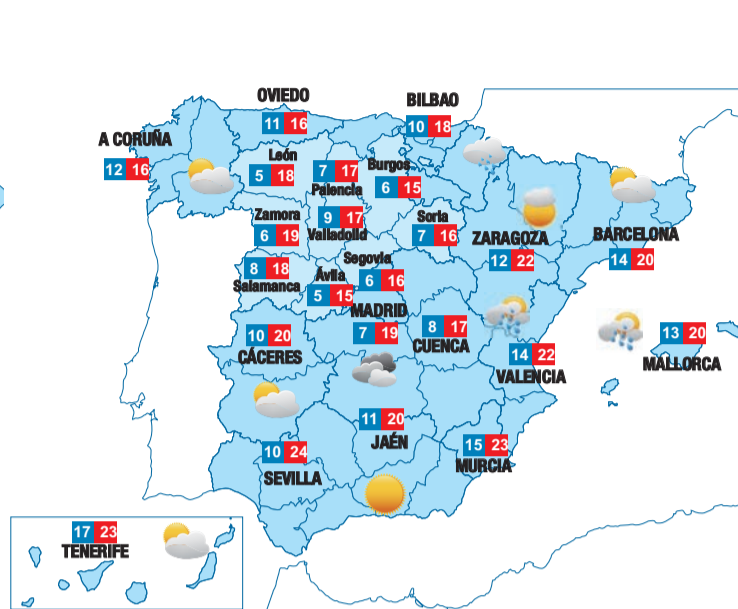 OVIEDO
11 16
BILBAO
10 18
A CORUÑA
12 16
León
5 18
7 17
Palencia
Burgos
6 15
Zamora
6 19
9 17
Valladolid
Soria
7 16
ZARAGOZA
12 22
BARCELONA
14 20
8 18
Salamanca
Segovia
6 16
Ávila
5 15
MADRID
7 19
8 17
CUENCA
10 20
CÁCERES
14 22
VALENCIA
13 20
MALLORCA
11 20
JAÉN
15 23
MURCIA
10 24
SEVILLA
17 23
TENERIFE